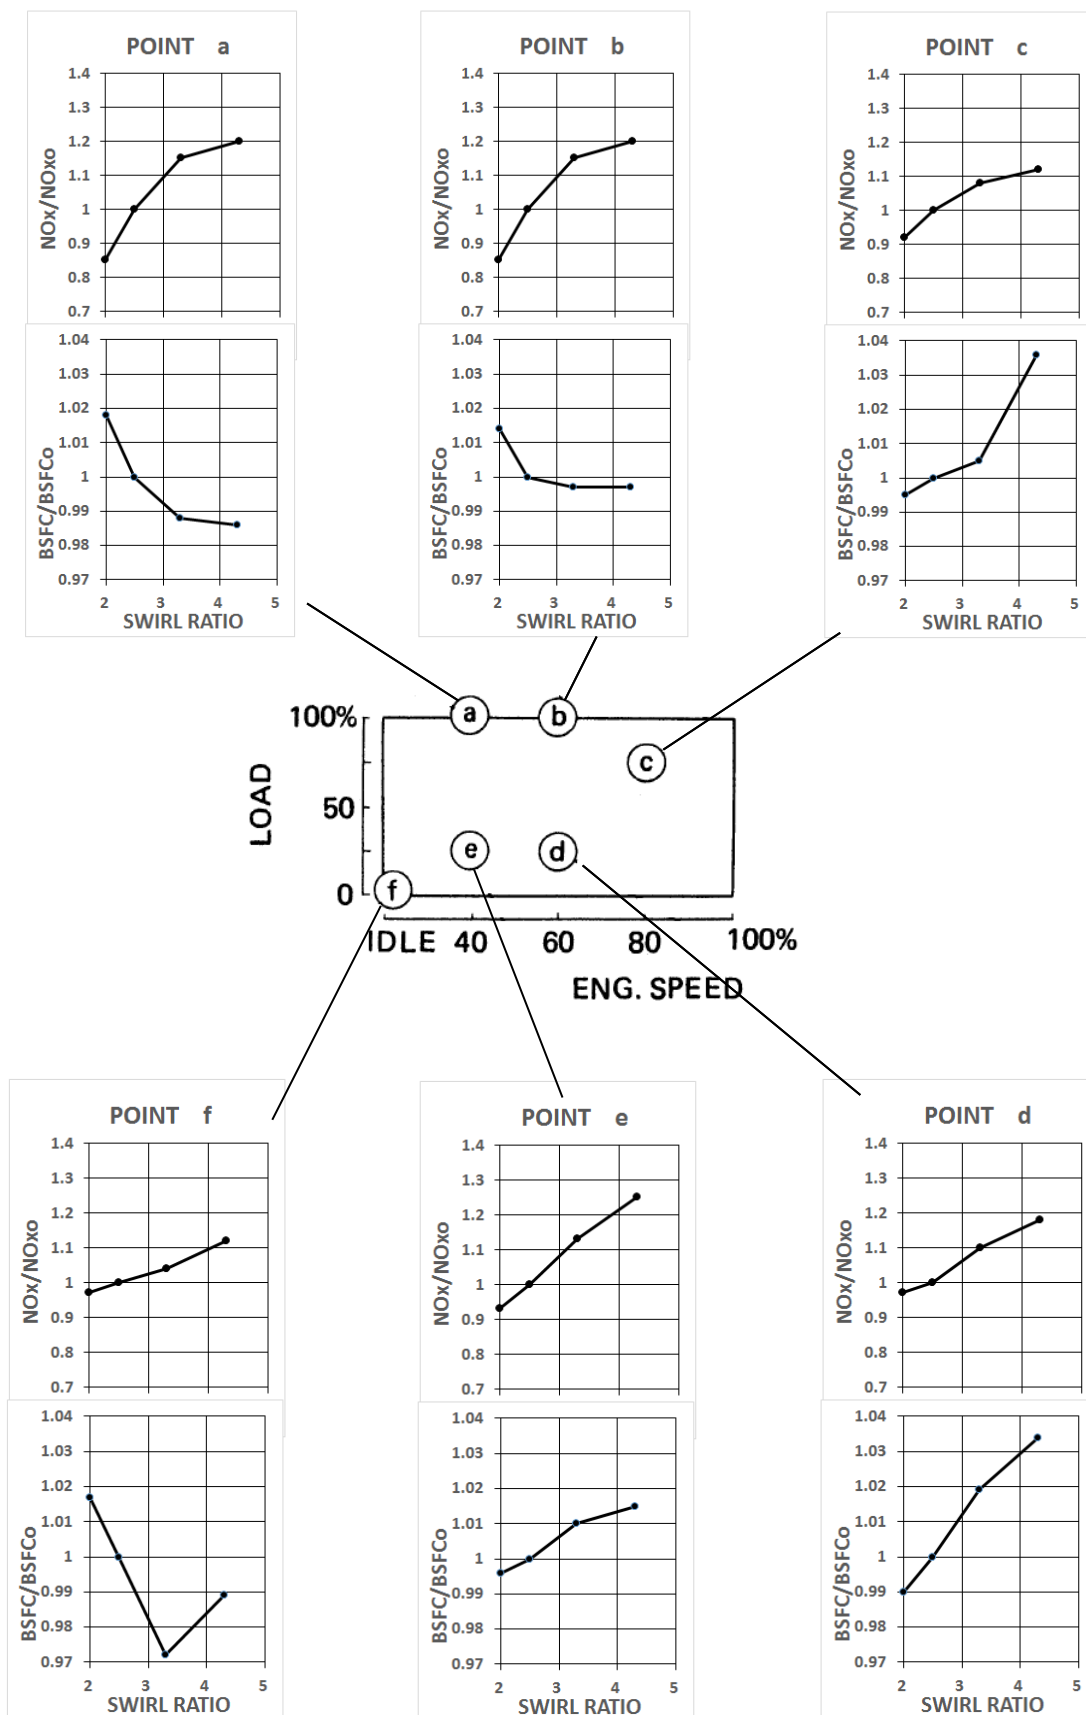 POINT a
1.4
1.3
1.2
1.1
1
0.9
0.8
0.7
NOx/NOxo
1.04
1.03
1.02
1.01
1
0.99
0.98
0.97
BSFC/BSFCo
2 3 4 5
SWIRL RATIO
POINT b
1.4
1.3
1.2
1.1
1
0.9
0.8
0.7
NOx/NOxo
1.04
1.03
1.02
1.01
1
0.99
0.98
0.97
BSFC/BSFCo
2 3 4 5
SWIRL RATIO
POINT c
1.4
1.3
1.2
1.1
1
0.9
0.8
0.7
NOx/NOxo
1.04
1.03
1.02
1.01
1
0.99
0.98
0.97
BSFC/BSFCo
2 3 4 5
SWIRL RATIO
100%
50
0
LOAD
a
b
c
e
d
f
IDLE 40 60 80 100%
ENG. SPEED
POINT f
1.4
1.3
1.2
1.1
1
0.9
0.8
0.7
NOx/NOxo
1.04
1.03
1.02
1.01
1
0.99
0.98
0.97
BSFC/BSFCo
2 3 4 5
SWIRL RATIO
POINT e
1.4
1.3
1.2
1.1
1
0.9
0.8
0.7
NOx/NOxo
1.04
1.03
1.02
1.01
1
0.99
0.98
0.97
BSFC/BSFCo
2 3 4 5
SWIRL RATIO
POINT d
1.4
1.3
1.2
1.1
1
0.9
0.8
0.7
NOx/NOxo
1.04
1.03
1.02
1.01
1
0.99
0.98
0.97
BSFC/BSFCo
2 3 4 5
SWIRL RATIO